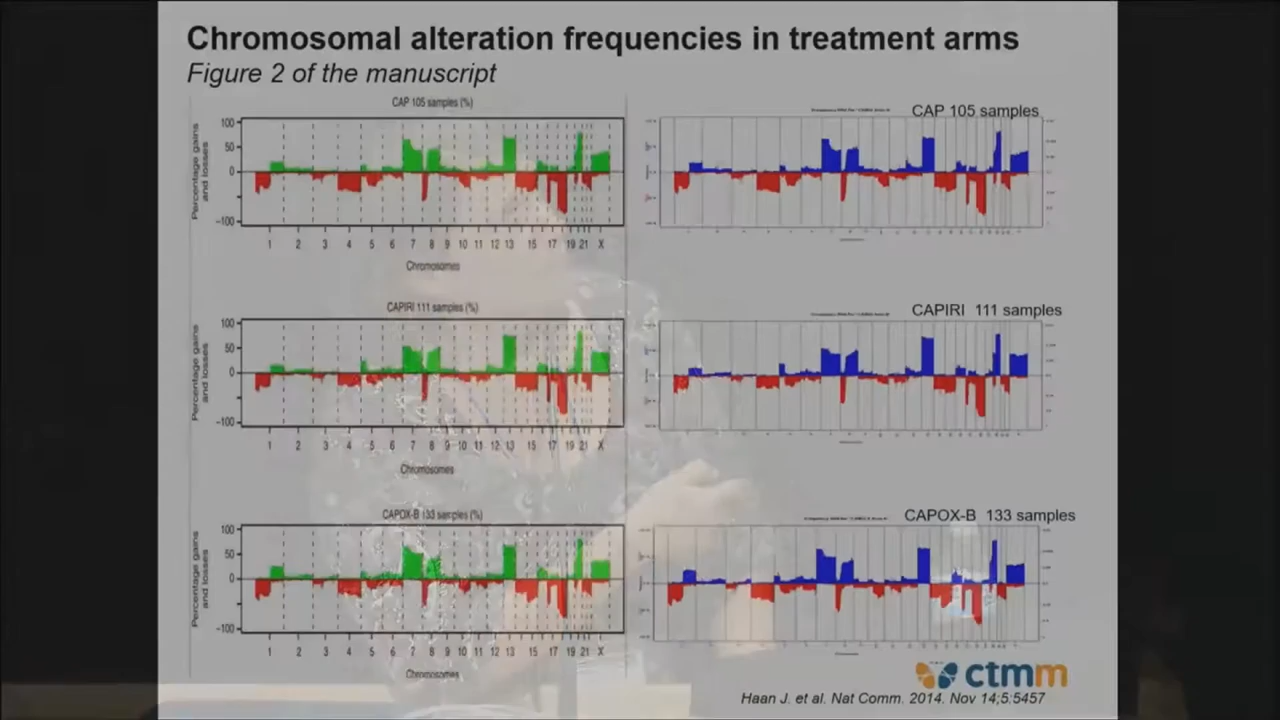 Chromosomal alteration frequencies in treatment arms
Figure 2 of the manuscript
CAP 105 samples (%)
CAP 105 samples
Percentage gains
and losses
100
50
0
−100
1 2 3 4 5 6 7 8 9 10 11 12 13 15 17 19 21 X
Chromosomes
CAPIRI 111 samples (%)
CAPIRI 111 samples
Percentage gains
and losses
100
50
0
−100
1 2 3 4 5 6 7 8 9 10 11 12 13 15 17 19 21 X
Chromosomes
CAPOX-B 133 samples (%)
CAPOX-B 133 samples
Percentage gains
and losses
100
50
0
−100
1 2 3 4 5 6 7 8 9 10 11 12 13 15 17 19 21 X
Chromosomes
ctmm
Haan J. et al. Nat Comm. 2014. Nov 14;5:5457